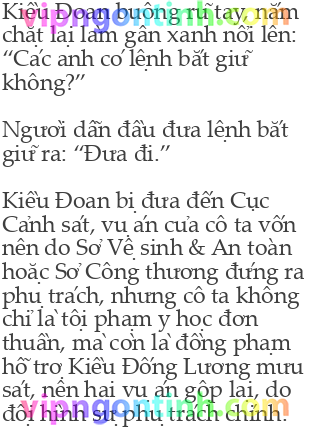 Kiều Đoan buông rũ tay, nắm
chặt lại làm gân xanh nổi lên:
“Các anh có lệnh bắt giữ
không?”
Người dẫn đầu đưa lệnh bắt
giữ ra: “Đưa đi.”
Kiều Đoan bị đưa đến Cục
Cảnh sát, vụ án của cô ta vốn
nên do Sở Vệ sinh & An toàn
hoặc Sở Công thương đứng ra
phụ trách, nhưng cô ta không
chỉ là tội phạm y học đơn
thuần, mà còn là đồng phạm
hỗ trợ Kiều Đống Lương mưu
sát, nên hai vụ án gộp lại, do
đội hình sự phụ trách chính.
vipngontinh.com
vipngontinh.com